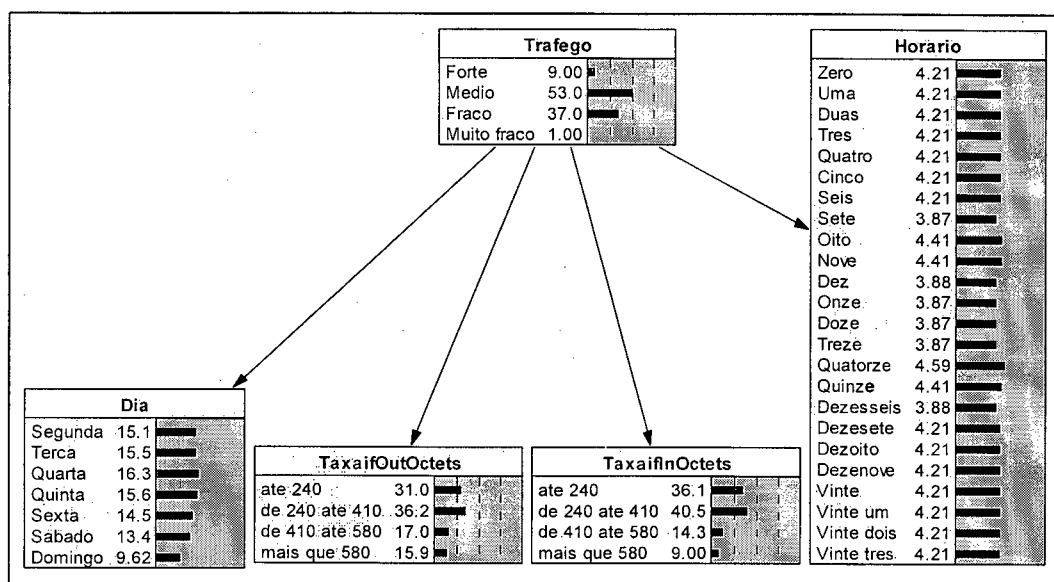 Trafego
Forte 9.00
Medio 53.0
Fraco 37.0
Muito fraco 1.00
Horario
Zero 4.21
Uma 4.21
Duas 4.21
Tres 4.21
Quatro 4.21
Cinco 4.21
Seis 4.21
Sete 3.87
Oito 4.41
Nove 4.41
Dez 3.88
Onze 3.87
Doze 3.87
Treze 3.87
Quatorze 4.59
Quinze 4.41
Dezesseis 3.88
Dezesete 4.21
Dezoito 4.21
Dezenove 4.21
Vinte 4.21
Vinte um 4.21
Vinte dois 4.21
Vinte tres 4.21
Dia
Segunda 15.1
Terca 15.5
Quarta 16.3
Quinta 15.6
Sexta 14.5
Sabado 13.4
Domingo 9.62
TaxaifOutOctets
ate 240 31.0
de 240 ate 410 36.2
de 410 ate 580 17.0
mais que 580 15.9
TaxaifInOctets
ate 240 36.1
de 240 ate 410 40.5
de 410 ate 580 14.3
mais que 580 9.00